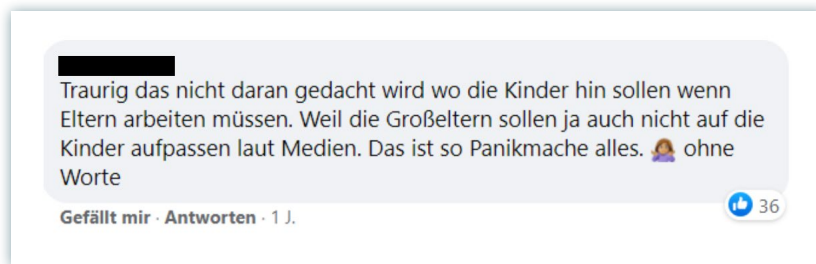 Traurig das nicht daran gedacht wird wo die Kinder hin sollen wenn
Eltern arbeiten müssen. Weil die Großeltern sollen ja auch nicht auf die
Kinder aufpassen laut Medien. Das ist so Panikmache alles. 🤦🏽‍♀️ ohne
Worte
36
Gefällt mir · Antworten · 1 J.